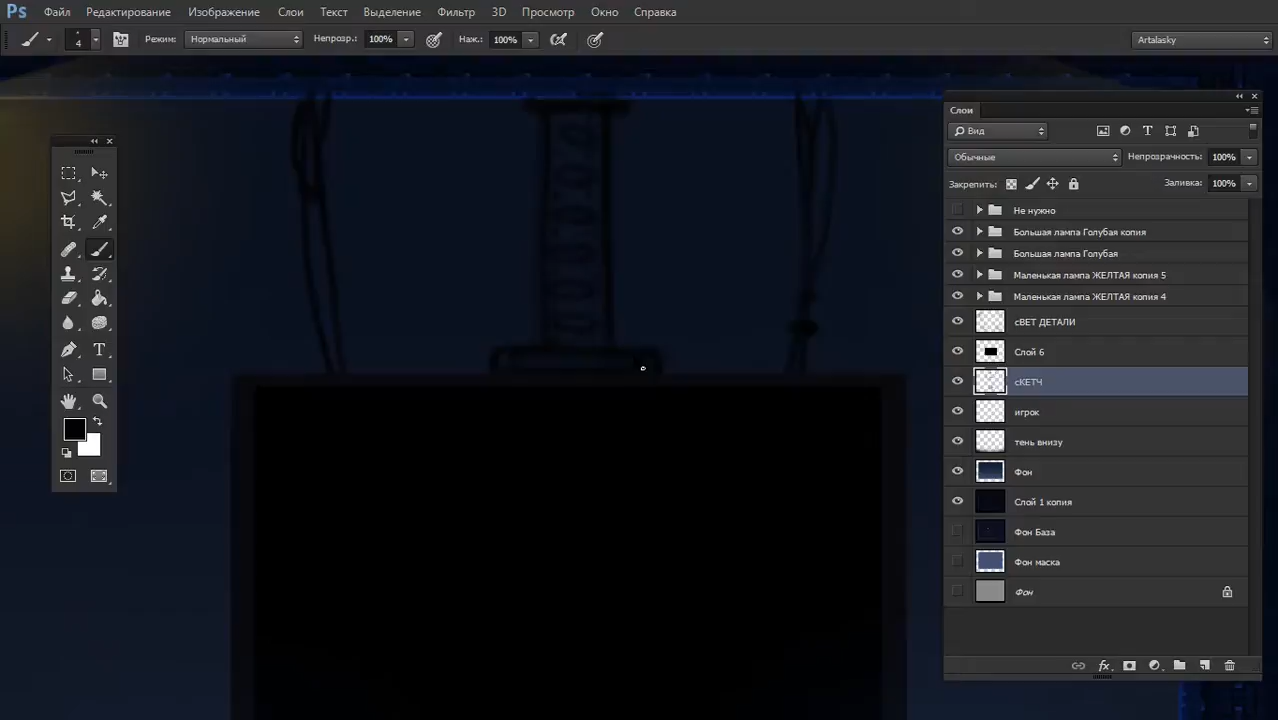 Ps Файл Редактирование Изображение Слои Текст Выделение Фильтр 3D Просмотр Окно Справка
4 Режим: Нормальный Непрозр.: 100% Наж.: 100% Artalasky
Слои
Вид
Обычные Непрозрачность: 100%
Закрепить: Заливка: 100%
Не нужно
Большая лампа Голубая копия
Большая лампа Голубая
Маленькая лампа ЖЕЛТАЯ копия 5
Маленькая лампа ЖЕЛТАЯ копия 4
сВЕТ ДЕТАЛИ
Слой 6
сКЕТЧ
игрок
тень внизу
Фон
Слой 1 копия
Фон База
Фон маска
Фон